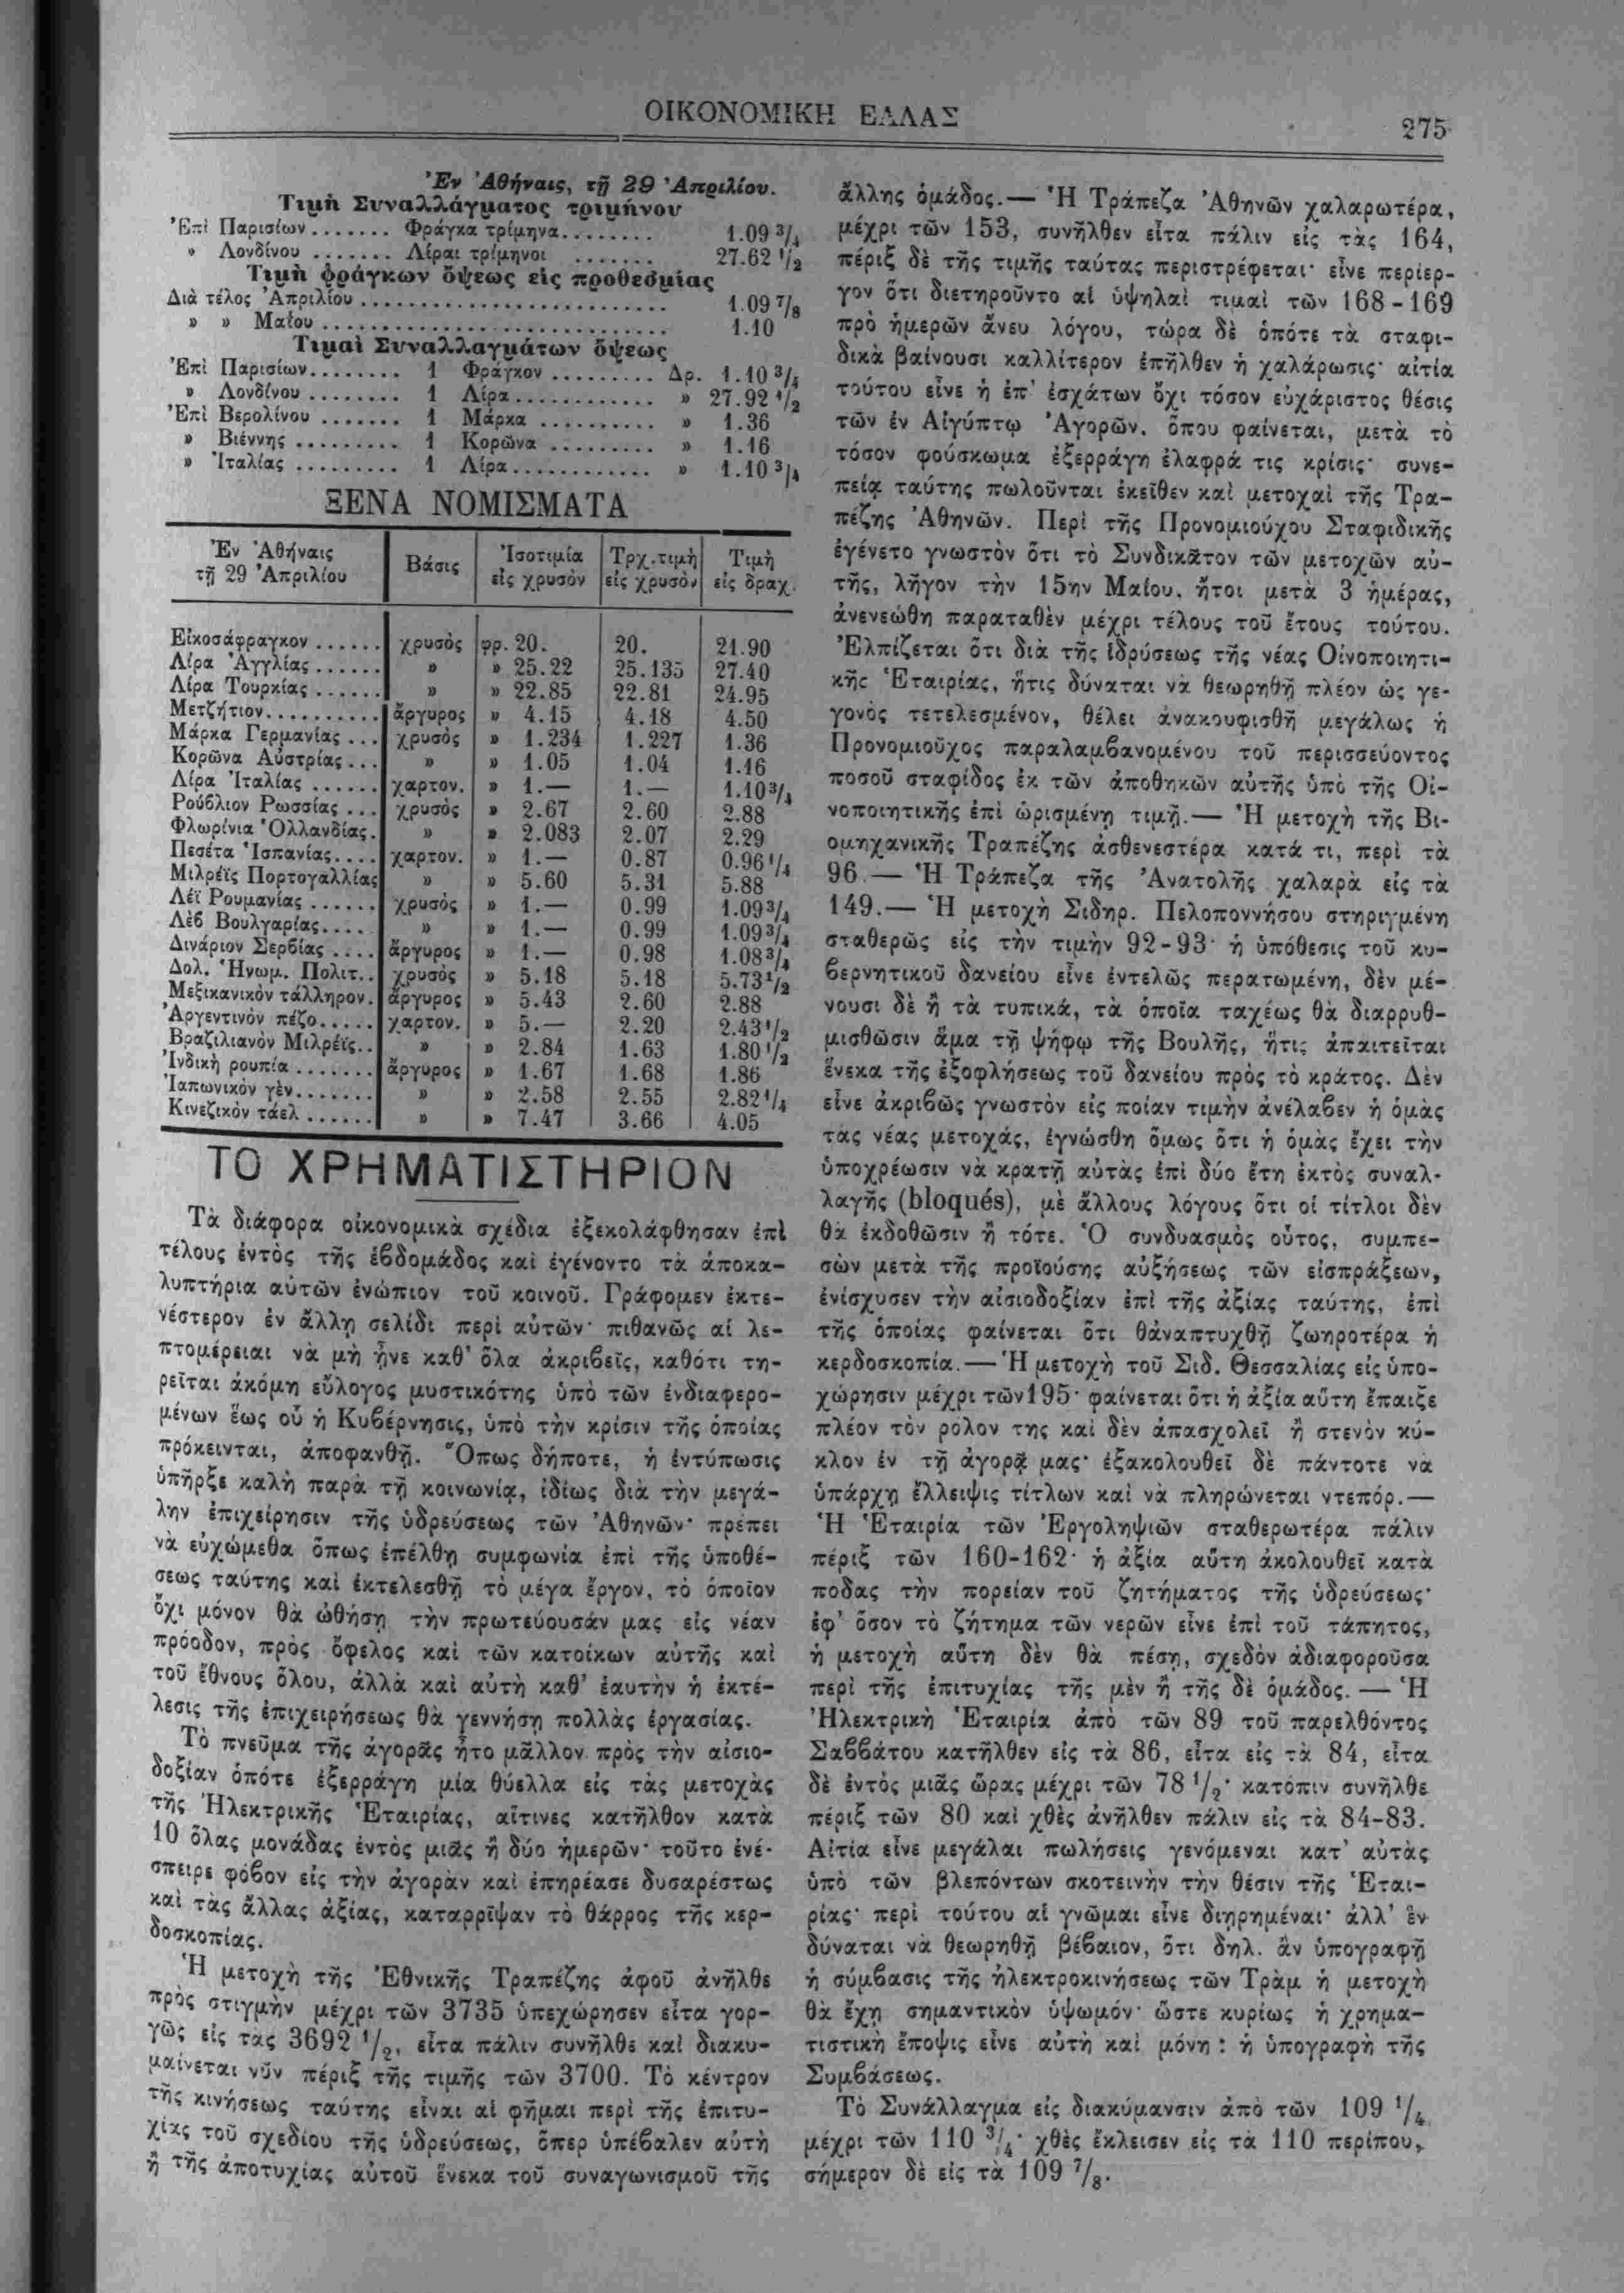 ΟΙΚΟΝΟΜΙΚΗ ΕΛΛΑΣ
275
Ἐν Ἀθήναις, τῇ 29 Ἀπριλίου.
Τιμὴ Συναλλάγματος τριμήνου
Ἐπὶ Παρισίων....... Φράγκα τρίμηνα........ 1.09 3/4
» Λονδίνου ....... Λίραι τρίμηνοι ....... 27.62 1/2
Τιμὴ φράγκων ὄψεως εἰς προθεσμίας
Διὰ τέλος Ἀπριλίου ............................ 1.09 7/8
» » Μαΐου ............................... 1.10
Τιμαὶ Συναλλαγμάτων ὄψεως
Ἐπὶ Παρισίων........ 1 Φράγκον ......... Δρ. 1.10 3/4
» Λονδίνου ........ 1 Λίρα............ » 27.92 1/2
Ἐπὶ Βερολίνου ....... 1 Μάρκα .......... » 1.36
» Βιέννης ......... 1 Κορῶνα ......... » 1.16
» Ἰταλίας ......... 1 Λίρα............ » 1.10 3/4
ΞΕΝΑ ΝΟΜΙΣΜΑΤΑ
Ἐν Ἀθήναις τῇ 29 Ἀπριλίου | Βάσις | Ἰσοτιμία εἰς χρυσὸν | Τρχ. τιμὴ εἰς χρυσὸν | Τιμὴ εἰς δραχ.
Εἰκοσάφραγκον ...... χρυσὸς φρ. 20. 20. 21.90
Λίρα Ἀγγλίας ...... » » 25.22 25.135 27.40
Λίρα Τουρκίας ...... » » 22.85 22.81 24.95
Μετζήτιον.......... ἄργυρος » 4.15 4.18 4.50
Μάρκα Γερμανίας ... χρυσὸς » 1.234 1.227 1.36
Κορῶνα Αὐστρίας... » » 1.05 1.04 1.16
Λίρα Ἰταλίας ...... χαρτον. » 1.— 1.— 1.10 3/4
Ρούβλιον Ρωσσίας ... χρυσὸς » 2.67 2.60 2.88
Φλωρίνια Ὁλλανδίας. » » 2.083 2.07 2.29
Πεσέτα Ἱσπανίας.... χαρτον. » 1.— 0.87 0.96 1/4
Μιλρέϊς Πορτογαλλίας » » 5.60 5.31 5.88
Λέϊ Ρουμανίας ...... χρυσὸς » 1.— 0.99 1.09 3/4
Λὲβ Βουλγαρίας.... » » 1.— 0.99 1.09 3/4
Δινάριον Σερβίας .... ἄργυρος » 1.— 0.98 1.08 3/4
Δολ. Ἡνωμ. Πολιτ.. χρυσὸς » 5.18 5.18 5.73 1/2
Μεξικανικὸν τάλληρον. ἄργυρος » 5.43 2.60 2.88
Ἀργεντινὸν πέζο..... χαρτον. » 5.— 2.20 2.43 1/2
Βραζιλιανὸν Μιλρέϊς.. » » 2.84 1.63 1.80 1/2
Ἰνδικὴ ρουπία ....... ἄργυρος » 1.67 1.68 1.86
Ἰαπωνικὸν γὲν....... » » 2.58 2.55 2.82 1/4
Κινεζικὸν τάελ ...... » » 7.47 3.66 4.05
ΤΟ ΧΡΗΜΑΤΙΣΤΗΡΙΟΝ
Τὰ διάφορα οἰκονομικὰ σχέδια ἐξεκολάφθησαν ἐπὶ
τέλους ἐντὸς τῆς ἑβδομάδος καὶ ἐγένοντο τὰ ἀποκα-
λυπτήρια αὐτῶν ἐνώπιον τοῦ κοινοῦ. Γράφομεν ἐκτε-
νέστερον ἐν ἄλλῃ σελίδι περὶ αὐτῶν· πιθανῶς αἱ λε-
πτομέρειαι νὰ μὴ ἦνε καθ' ὅλα ἀκριβεῖς, καθότι τη-
ρεῖται ἀκόμη εὔλογος μυστικότης ὑπὸ τῶν ἐνδιαφερο-
μένων ἕως οὗ ἡ Κυβέρνησις, ὑπὸ τὴν κρίσιν τῆς ὁποίας
πρόκεινται, ἀποφανθῇ. Ὅπως δήποτε, ἡ ἐντύπωσις
ὑπῆρξε καλὴ παρὰ τῇ κοινωνίᾳ, ἰδίως διὰ τὴν μεγά-
λην ἐπιχείρησιν τῆς ὑδρεύσεως τῶν Ἀθηνῶν· πρέπει
νὰ εὐχώμεθα ὅπως ἐπέλθῃ συμφωνία ἐπὶ τῆς ὑποθέ-
σεως ταύτης καὶ ἐκτελεσθῇ τὸ μέγα ἔργον, τὸ ὁποῖον
ὄχι μόνον θὰ ὠθήσῃ τὴν πρωτεύουσάν μας εἰς νέαν
πρόοδον, πρὸς ὄφελος καὶ τῶν κατοίκων αὐτῆς καὶ
τοῦ ἔθνους ὅλου, ἀλλὰ καὶ αὐτὴ καθ' ἑαυτὴν ἡ ἐκτέ-
λεσις τῆς ἐπιχειρήσεως θὰ γεννήσῃ πολλὰς ἐργασίας.
Τὸ πνεῦμα τῆς ἀγορᾶς ἦτο μᾶλλον πρὸς τὴν αἰσιο-
δοξίαν ὁπότε ἐξερράγη μία θύελλα εἰς τὰς μετοχὰς
τῆς Ἠλεκτρικῆς Ἑταιρίας, αἵτινες κατῆλθον κατὰ
10 ὅλας μονάδας ἐντὸς μιᾶς ἢ δύο ἡμερῶν· τοῦτο ἐνέ-
σπειρε φόβον εἰς τὴν ἀγορὰν καὶ ἐπηρέασε δυσαρέστως
καὶ τὰς ἄλλας ἀξίας, καταρρῖψαν τὸ θάρρος τῆς κερ-
δοσκοπίας.
Ἡ μετοχὴ τῆς Ἐθνικῆς Τραπέζης ἀφοῦ ἀνῆλθε
πρὸς στιγμὴν μέχρι τῶν 3735 ὑπεχώρησεν εἶτα γορ-
γῶς εἰς τὰς 3692 1/2, εἶτα πάλιν συνῆλθε καὶ διακυ-
μαίνεται νῦν πέριξ τῆς τιμῆς τῶν 3700. Τὸ κέντρον
τῆς κινήσεως ταύτης εἶναι αἱ φῆμαι περὶ τῆς ἐπιτυ-
χίας τοῦ σχεδίου τῆς ὑδρεύσεως, ὅπερ ὑπέβαλεν αὐτὴ
ἢ τῆς ἀποτυχίας αὐτοῦ ἕνεκα τοῦ συναγωνισμοῦ τῆς
ἄλλης ὁμάδος.— Ἡ Τράπεζα Ἀθηνῶν χαλαρωτέρα,
μέχρι τῶν 153, συνῆλθεν εἶτα πάλιν εἰς τὰς 164,
πέριξ δὲ τῆς τιμῆς ταύτας περιστρέφεται· εἶνε περίερ-
γον ὅτι διετηροῦντο αἱ ὑψηλαὶ τιμαὶ τῶν 168-169
πρὸ ἡμερῶν ἄνευ λόγου, τώρα δὲ ὁπότε τὰ σταφι-
δικὰ βαίνουσι καλλίτερον ἐπῆλθεν ἡ χαλάρωσις· αἰτία
τούτου εἶνε ἡ ἐπ' ἐσχάτων ὄχι τόσον εὐχάριστος θέσις
τῶν ἐν Αἰγύπτῳ Ἀγορῶν. ὅπου φαίνεται, μετὰ τὸ
τόσον φούσκωμα ἐξερράγη ἐλαφρά τις κρίσις· συνε-
πείᾳ ταύτης πωλοῦνται ἐκεῖθεν καὶ μετοχαὶ τῆς Τρα-
πέζης Ἀθηνῶν. Περὶ τῆς Προνομιούχου Σταφιδικῆς
ἐγένετο γνωστὸν ὅτι τὸ Συνδικᾶτον τῶν μετοχῶν αὐ-
τῆς, λῆγον τὴν 15ην Μαΐου, ἤτοι μετὰ 3 ἡμέρας,
ἀνενεώθη παραταθὲν μέχρι τέλους τοῦ ἔτους τούτου.
Ἐλπίζεται ὅτι διὰ τῆς ἱδρύσεως τῆς νέας Οἰνοποιητι-
κῆς Ἑταιρίας, ἥτις δύναται νὰ θεωρηθῇ πλέον ὡς γε-
γονὸς τετελεσμένον, θέλει ἀνακουφισθῆ μεγάλως ἡ
Προνομιοῦχος παραλαμβανομένου τοῦ περισσεύοντος
ποσοῦ σταφίδος ἐκ τῶν ἀποθηκῶν αὐτῆς ὑπὸ τῆς Οἰ-
νοποιητικῆς ἐπὶ ὡρισμένῃ τιμῇ.— Ἡ μετοχὴ τῆς Βι-
ομηχανικῆς Τραπέζης ἀσθενεστέρα κατά τι, περὶ τὰ
96.— Ἡ Τράπεζα τῆς Ἀνατολῆς χαλαρὰ εἰς τὰ
149.— Ἡ μετοχὴ Σιδηρ. Πελοποννήσου στηριγμένη
σταθερῶς εἰς τὴν τιμὴν 92-93· ἡ ὑπόθεσις τοῦ κυ-
βερνητικοῦ δανείου εἶνε ἐντελῶς περατωμένη, δὲν μέ-
νουσι δὲ ἢ τὰ τυπικά, τὰ ὁποῖα ταχέως θὰ διαρρυθ-
μισθῶσιν ἅμα τῇ ψήφῳ τῆς Βουλῆς, ἥτις ἀπαιτεῖται
ἕνεκα τῆς ἐξοφλήσεως τοῦ δανείου πρὸς τὸ κράτος. Δὲν
εἶνε ἀκριβῶς γνωστὸν εἰς ποίαν τιμὴν ἀνέλαβεν ἡ ὁμὰς
τὰς νέας μετοχάς, ἐγνώσθη ὅμως ὅτι ἡ ὁμὰς ἔχει τὴν
ὑποχρέωσιν νὰ κρατῇ αὐτὰς ἐπὶ δύο ἔτη ἐκτὸς συναλ-
λαγῆς (bloqués), μὲ ἄλλους λόγους ὅτι οἱ τίτλοι δὲν
θὰ ἐκδοθῶσιν ἢ τότε. Ὁ συνδυασμὸς οὗτος, συμπε-
σὼν μετὰ τῆς προϊούσης αὐξήσεως τῶν εἰσπράξεων,
ἐνίσχυσεν τὴν αἰσιοδοξίαν ἐπὶ τῆς ἀξίας ταύτης, ἐπὶ
τῆς ὁποίας φαίνεται ὅτι θἀναπτυχθῇ ζωηροτέρα ἡ
κερδοσκοπία.— Ἡ μετοχὴ τοῦ Σιδ. Θεσσαλίας εἰς ὑπο-
χώρησιν μέχρι τῶν 195· φαίνεται ὅτι ἡ ἀξία αὕτη ἔπαιξε
πλέον τὸν ρόλον της καὶ δὲν ἀπασχολεῖ ἢ στενὸν κύ-
κλον ἐν τῇ ἀγορᾷ μας· ἐξακολουθεῖ δὲ πάντοτε νὰ
ὑπάρχῃ ἔλλειψις τίτλων καὶ νὰ πληρώνεται ντεπόρ.—
Ἡ Ἑταιρία τῶν Ἐργοληψιῶν σταθερωτέρα πάλιν
πέριξ τῶν 160-162· ἡ ἀξία αὕτη ἀκολουθεῖ κατὰ
πόδας τὴν πορείαν τοῦ ζητήματος τῆς ὑδρεύσεως·
ἐφ' ὅσον τὸ ζήτημα τῶν νερῶν εἶνε ἐπὶ τοῦ τάπητος,
ἡ μετοχὴ αὕτη δὲν θὰ πέσῃ, σχεδὸν ἀδιαφοροῦσα
περὶ τῆς ἐπιτυχίας τῆς μὲν ἢ τῆς δὲ ὁμάδος. — Ἡ
Ἠλεκτρικὴ Ἑταιρία ἀπὸ τῶν 89 τοῦ παρελθόντος
Σαββάτου κατῆλθεν εἰς τὰ 86, εἶτα εἰς τὰ 84, εἶτα
δὲ ἐντὸς μιᾶς ὥρας μέχρι τῶν 78 1/2· κατόπιν συνῆλθε
πέριξ τῶν 80 καὶ χθὲς ἀνῆλθεν πάλιν εἰς τὰ 84-83.
Αἰτία εἶνε μεγάλαι πωλήσεις γενόμεναι κατ' αὐτὰς
ὑπὸ τῶν βλεπόντων σκοτεινὴν τὴν θέσιν τῆς Ἑται-
ρίας· περὶ τούτου αἱ γνῶμαι εἶνε διῃρημέναι· ἀλλ' ἓν
δύναται νὰ θεωρηθῇ βέβαιον, ὅτι δηλ. ἂν ὑπογραφῇ
ἡ σύμβασις τῆς ἠλεκτροκινήσεως τῶν Τρὰμ ἡ μετοχὴ
θὰ ἔχῃ σημαντικὸν ὑψωμόν· ὥστε κυρίως ἡ χρημα-
τιστικὴ ἔποψις εἶνε αὐτὴ καὶ μόνη : ἡ ὑπογραφὴ τῆς
Συμβάσεως.
Τὸ Συνάλλαγμα εἰς διακύμανσιν ἀπὸ τῶν 109 1/4
μέχρι τῶν 110 3/4· χθὲς ἔκλεισεν εἰς τὰ 110 περίπου,
σήμερον δὲ εἰς τὰ 109 7/8.